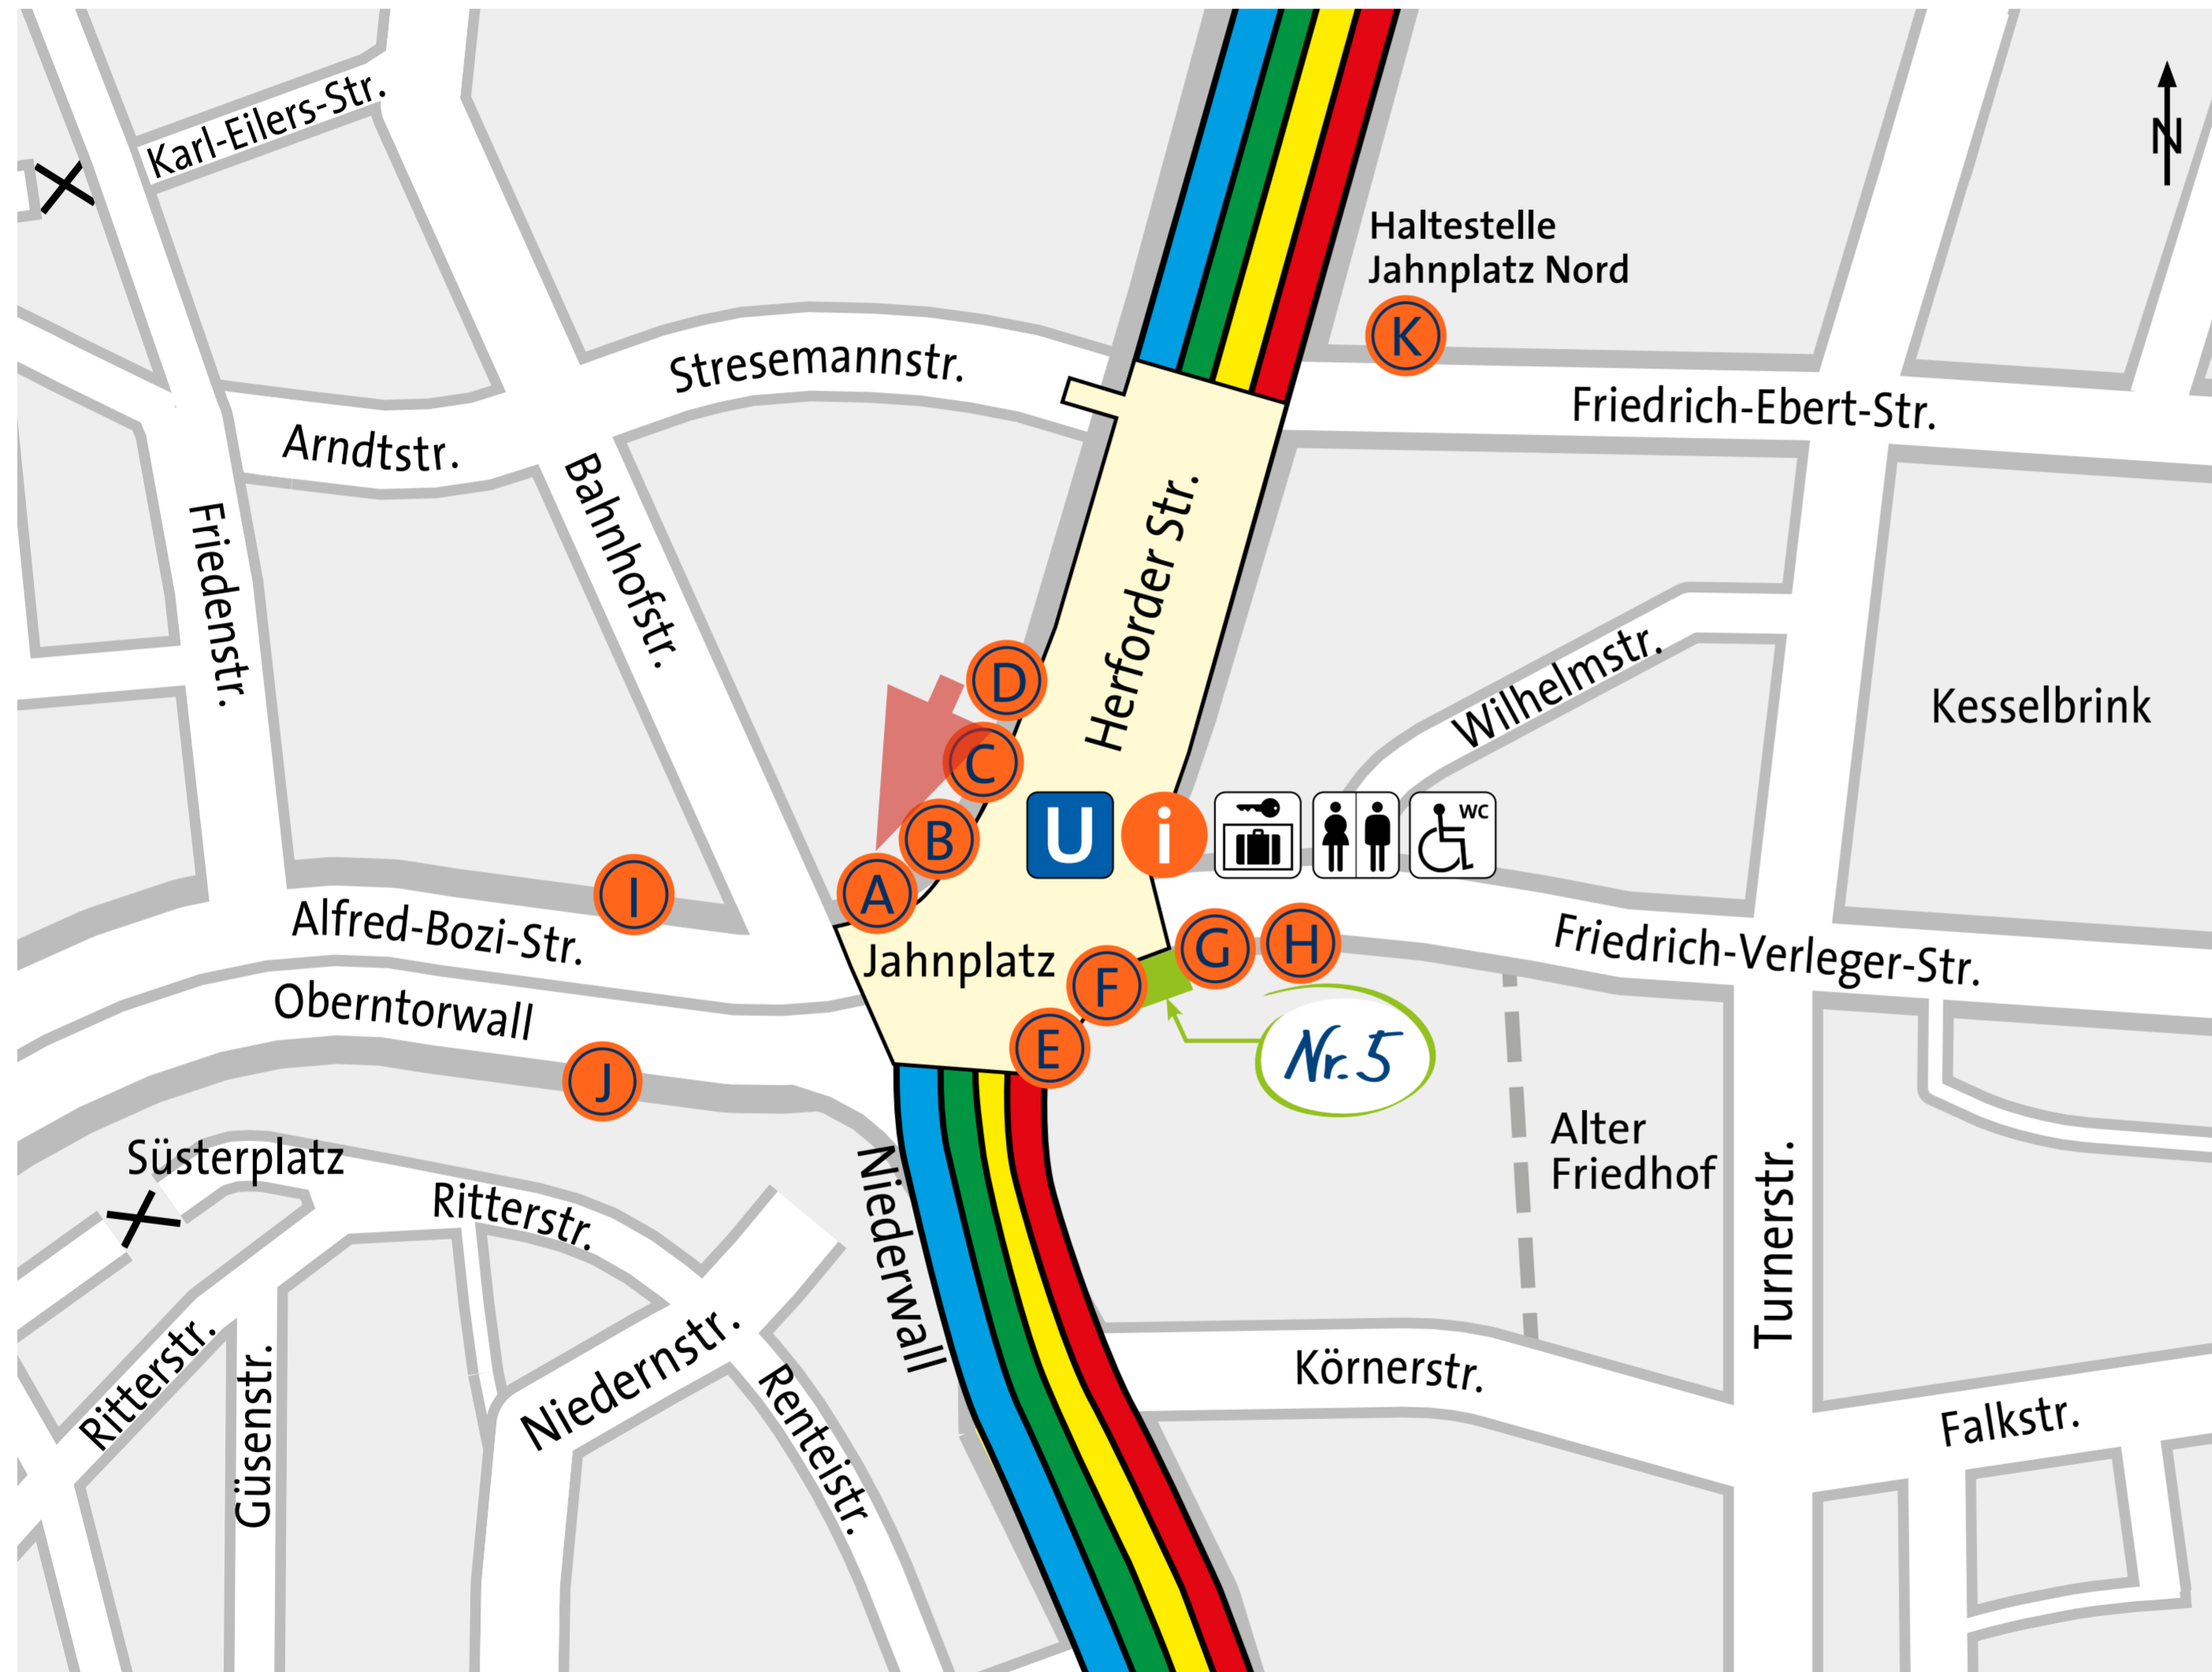 Karl-Eilers-Str.
N
Haltestelle
Jahnplatz Nord
K
Stresemannstr.
Friedrich-Ebert-Str.
Arndtstr.
Bahnhofstr.
Friedenstr.
Herforder Str.
Wilhelmstr.
Kesselbrink
D
C
B
A
U
i
WC
I
Alfred-Bozi-Str.
Jahnplatz
G
H
F
E
Friedrich-Verleger-Str.
Oberntorwall
Nr. 5
J
Alter
Friedhof
Süsterplatz
Ritterstr.
Niederwall
Turnerstr.
Ritterstr.
Güsenstr.
Niedernstr.
Renteistr.
Körnerstr.
Falkstr.